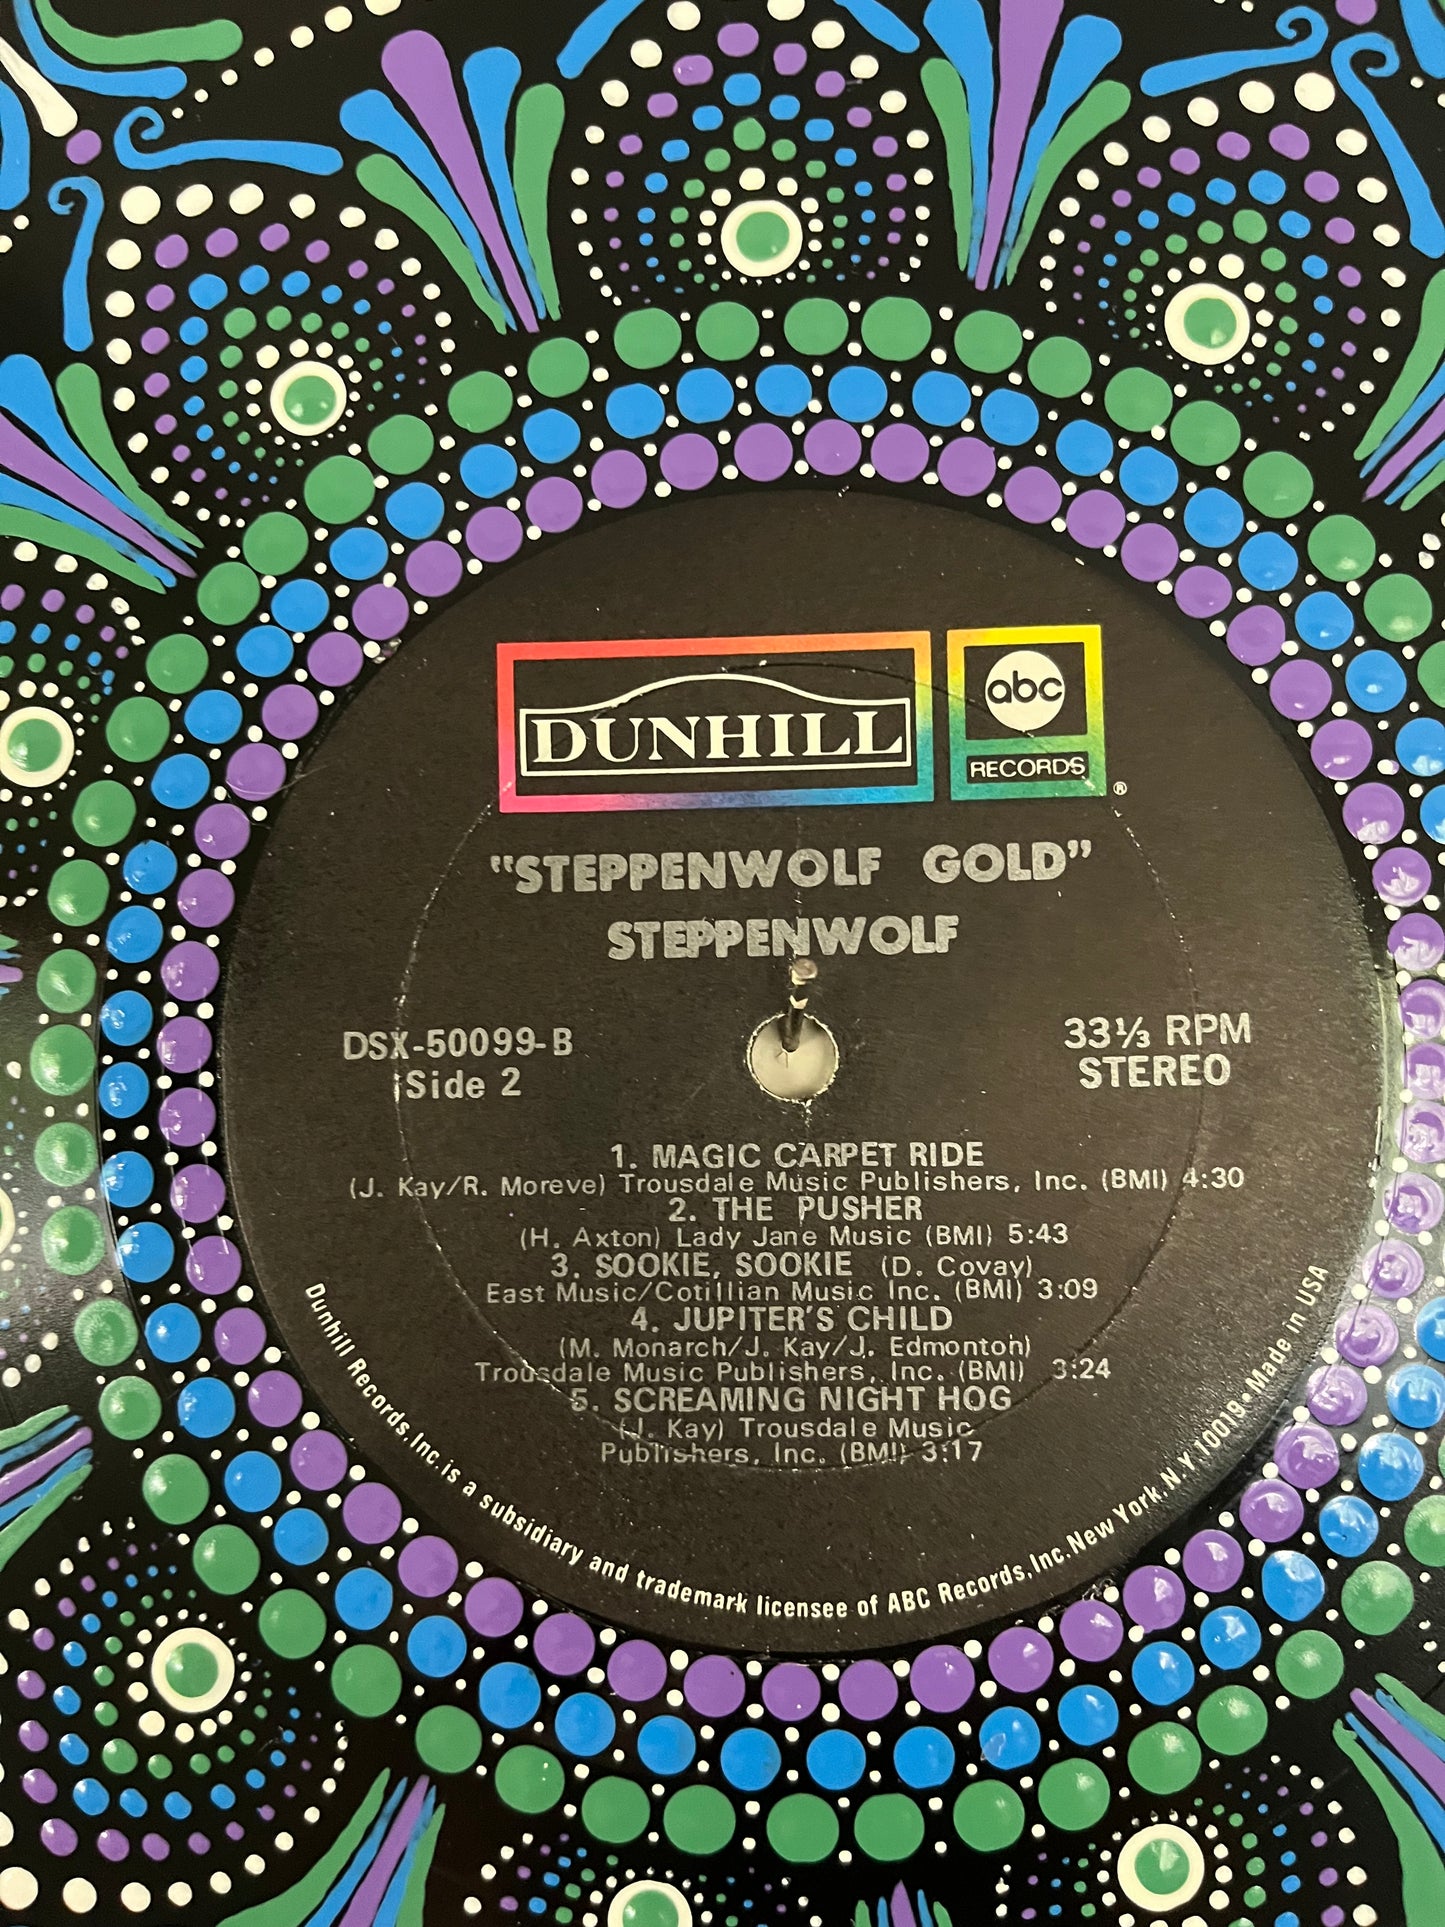 DUNHILL
abc
RECORDS
®
"STEPPENWOLF GOLD"
STEPPENWOLF
DSX-50099-B
Side 2
33⅓ RPM
STEREO
1. MAGIC CARPET RIDE
(J. Kay/R. Moreve) Trousdale Music Publishers, Inc. (BMI) 4:30
2. THE PUSHER
(H. Axton) Lady Jane Music (BMI) 5:43
3. SOOKIE, SOOKIE (D. Covay)
East Music/Cotillian Music Inc. (BMI) 3:09
4. JUPITER'S CHILD
(M. Monarch/J. Kay/J. Edmonton)
Trousdale Music Publishers, Inc. (BMI) 3:24
5. SCREAMING NIGHT HOG
(J. Kay) Trousdale Music
Publishers, Inc. (BMI) 3:17
Dunhill Records, Inc. is a subsidiary and trademark licensee of ABC Records, Inc. New York, N Y 10019 • Made in USA